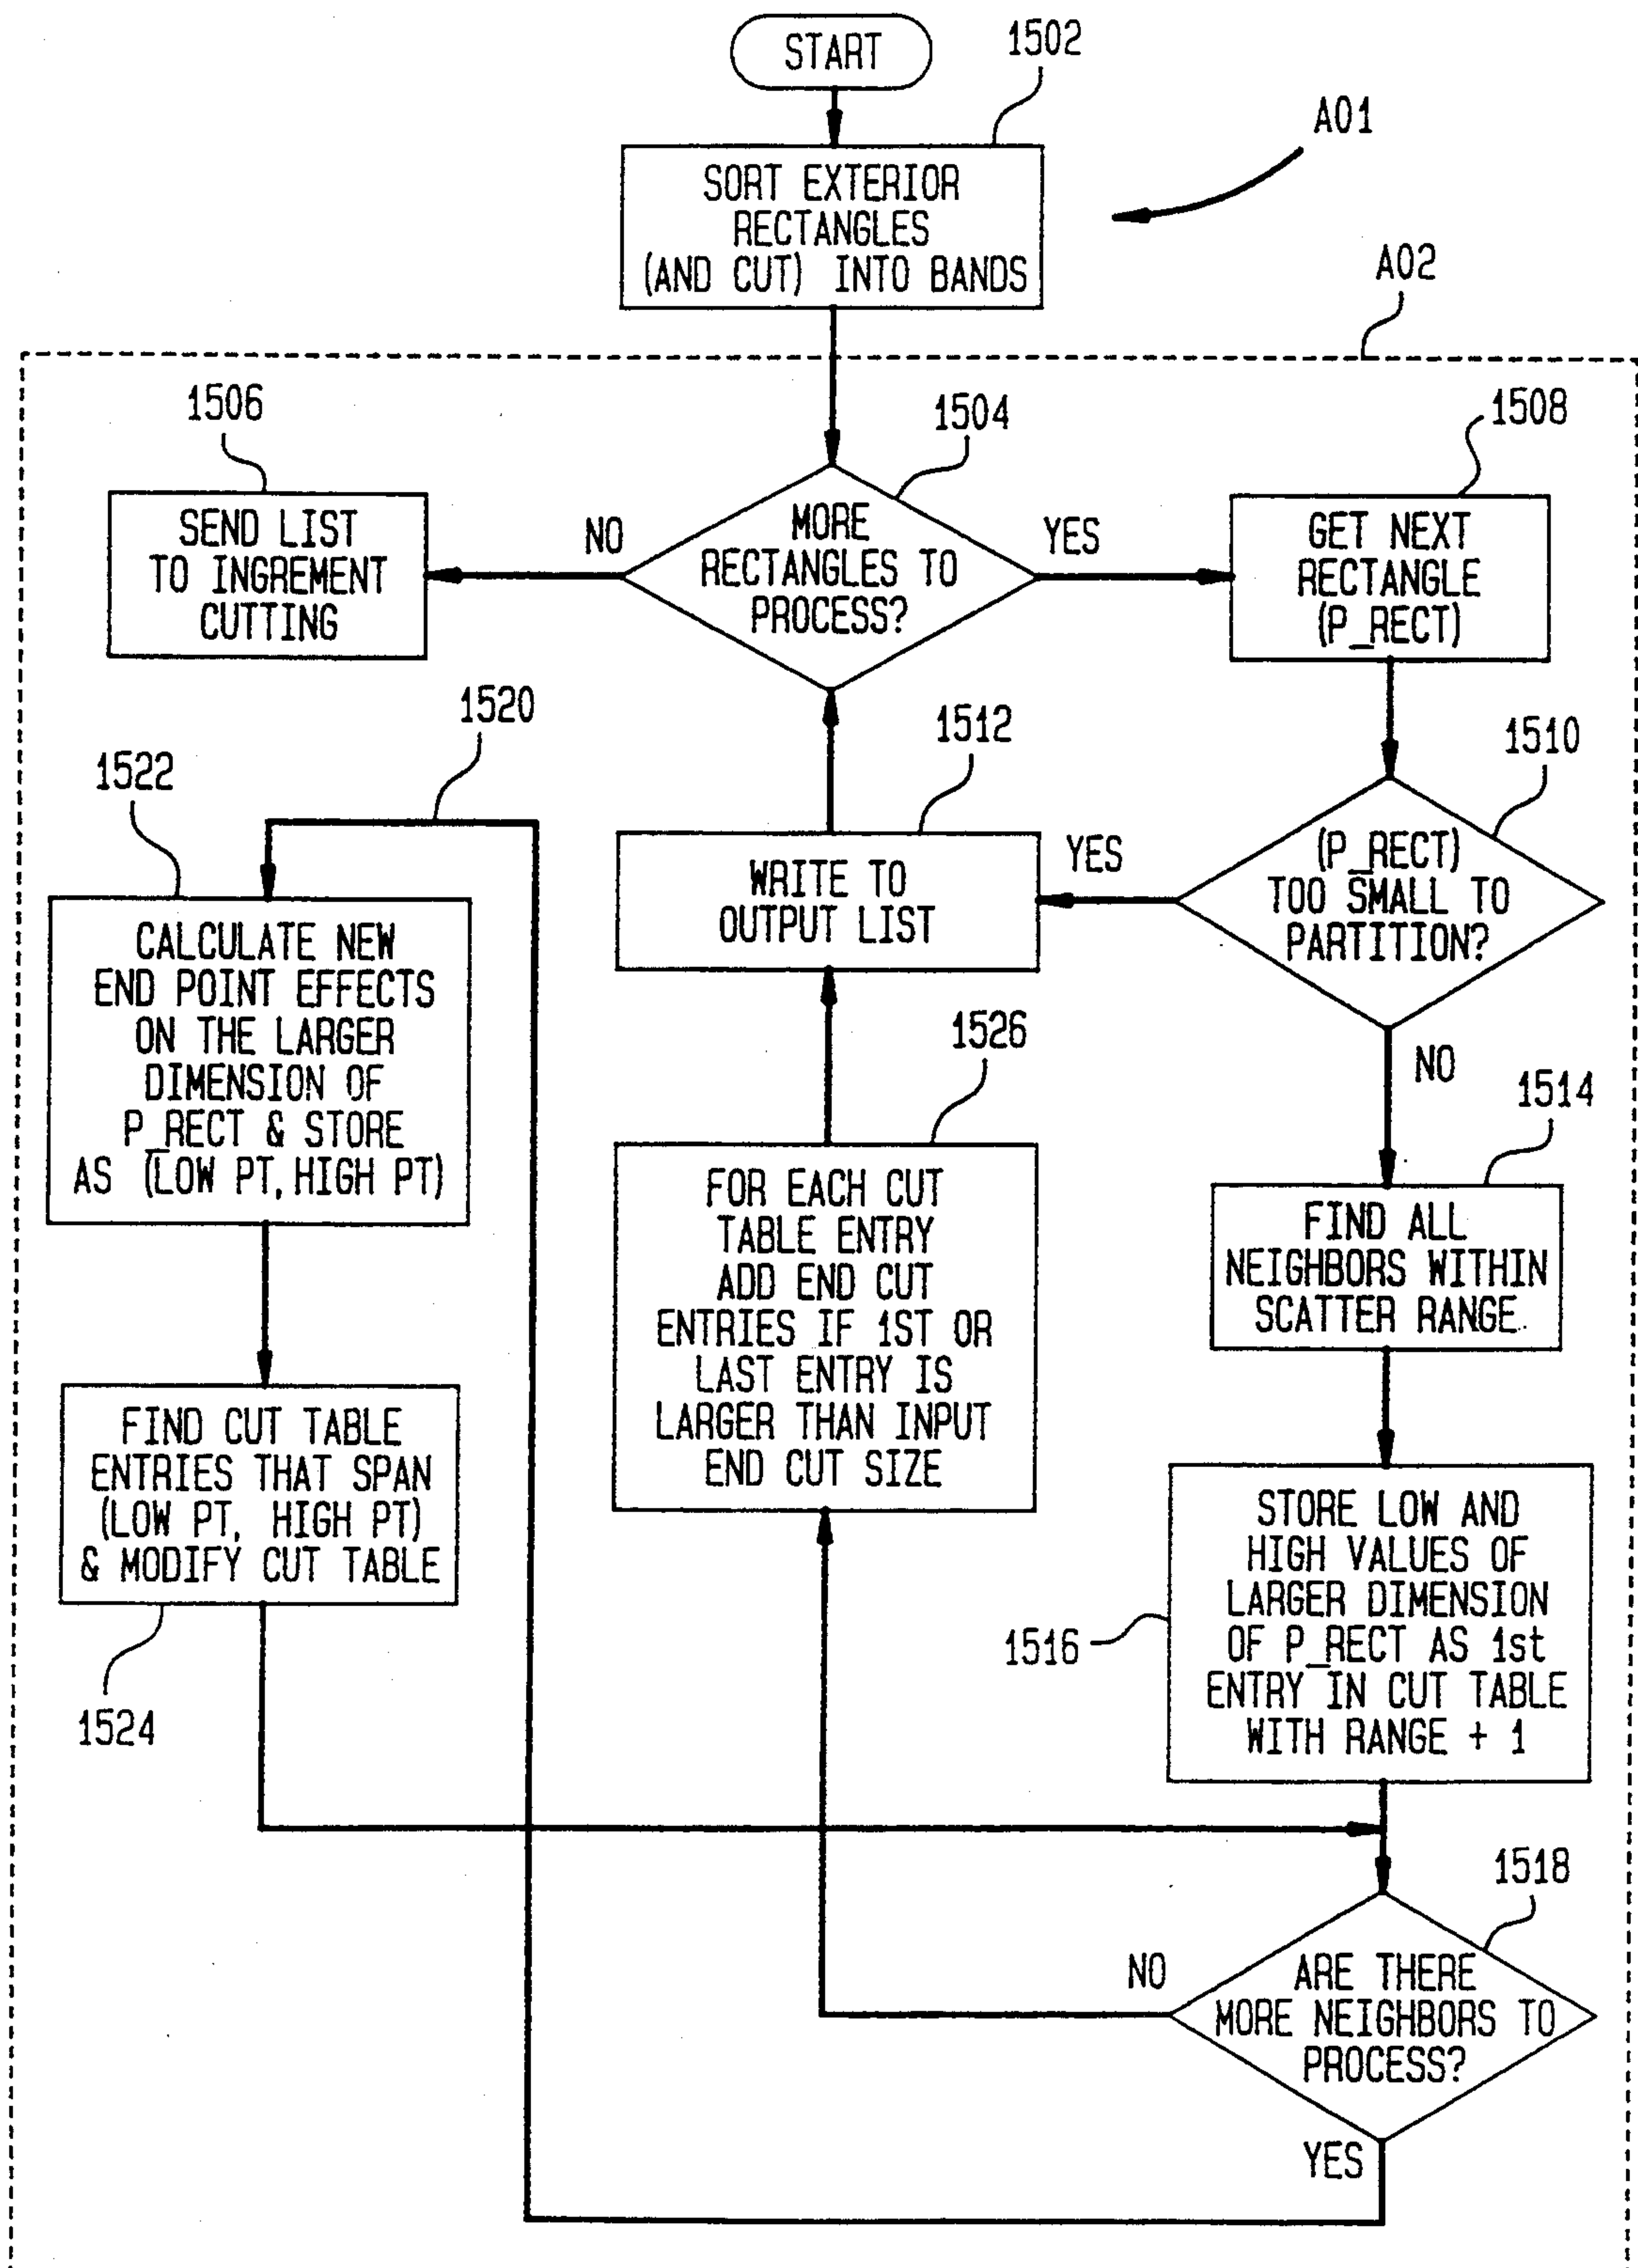 START
1502
A01
SORT EXTERIOR
RECTANGLES
(AND CUT) INTO BANDS
A02
1506
1504
1508
SEND LIST
TO INGREMENT
CUTTING
NO
MORE
RECTANGLES TO
PROCESS?
YES
GET NEXT
RECTANGLE
(P_RECT)
1520
1512
1510
1522
WRITE TO
OUTPUT LIST
YES
(P_RECT)
TOO SMALL TO
PARTITION?
CALCULATE NEW
END POINT EFFECTS
ON THE LARGER
DIMENSION OF
P_RECT & STORE
AS (LOW PT, HIGH PT)
1526
NO
1514
FOR EACH CUT
TABLE ENTRY
ADD END CUT
ENTRIES IF 1ST OR
LAST ENTRY IS
LARGER THAN INPUT
END CUT SIZE
FIND ALL
NEIGHBORS WITHIN
SCATTER RANGE
FIND CUT TABLE
ENTRIES THAT SPAN
(LOW PT, HIGH PT)
& MODIFY CUT TABLE
1524
1516
STORE LOW AND
HIGH VALUES OF
LARGER DIMENSION
OF P_RECT AS 1st
ENTRY IN CUT TABLE
WITH RANGE + 1
1518
NO
ARE THERE
MORE NEIGHBORS TO
PROCESS?
YES